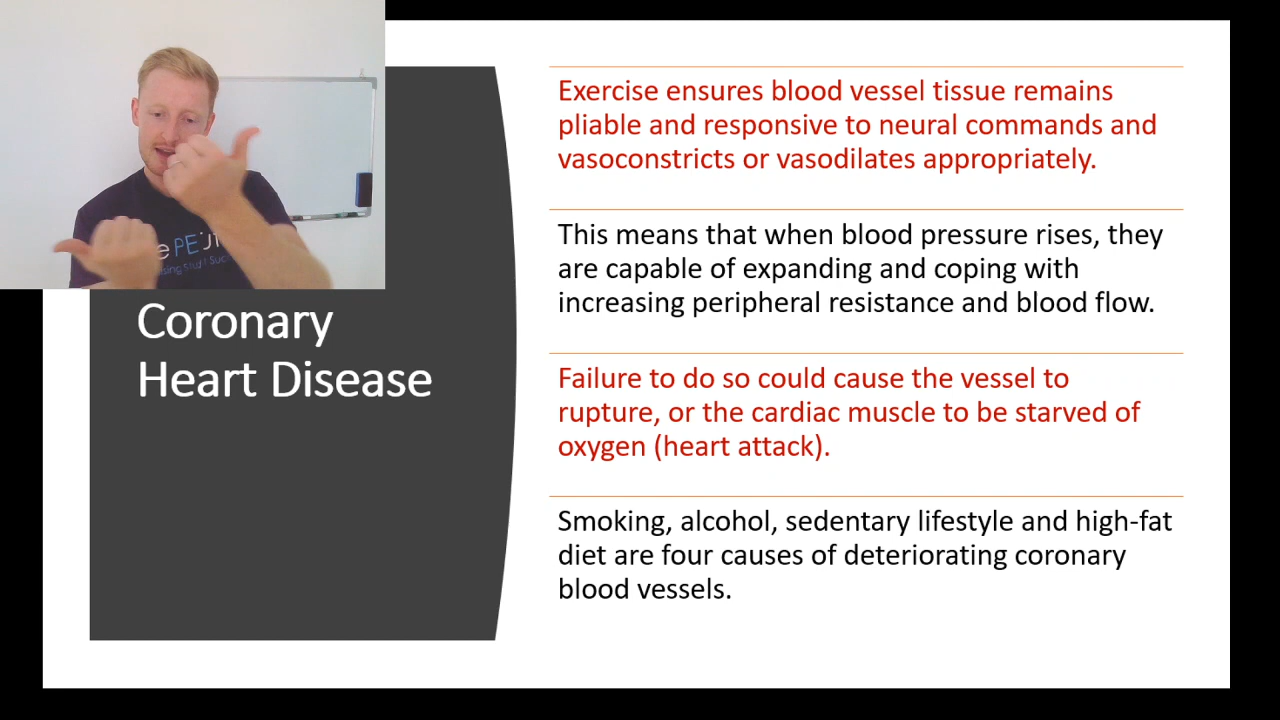 PE
Coronary
Heart Disease
Exercise ensures blood vessel tissue remains
pliable and responsive to neural commands and
vasoconstricts or vasodilates appropriately.
This means that when blood pressure rises, they
are capable of expanding and coping with
increasing peripheral resistance and blood flow.
Failure to do so could cause the vessel to
rupture, or the cardiac muscle to be starved of
oxygen (heart attack).
Smoking, alcohol, sedentary lifestyle and high-fat
diet are four causes of deteriorating coronary
blood vessels.